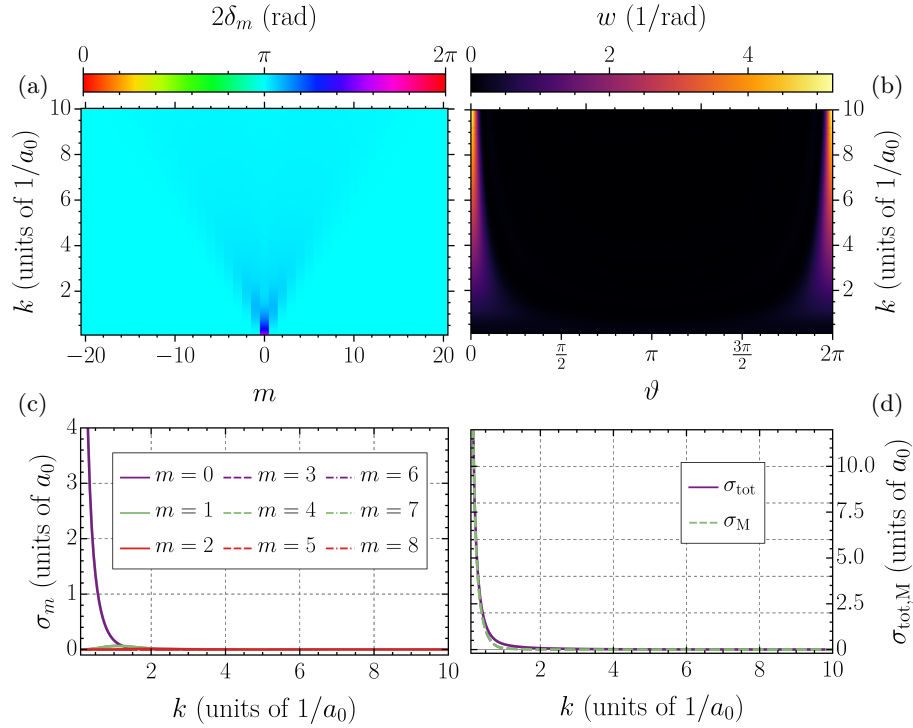 2δ_m (rad)
w (1/rad)
0 π 2π
0 2 4
(a)
(b)
10
8
6
4
2
k (units of 1/a_0)
−20 −10 0 10 20
m
10
8
6
4
2
k (units of 1/a_0)
0 π/2 π 3π/2 2π
ϑ
(c)
(d)
4
3
2
1
0
σ_m (units of a_0)
m = 0 m = 3 m = 6
m = 1 m = 4 m = 7
m = 2 m = 5 m = 8
2 4 6 8 10
k (units of 1/a_0)
σ_tot
σ_M
10.0
7.5
5.0
2.5
0
σ_tot,M (units of a_0)
2 4 6 8 10
k (units of 1/a_0)